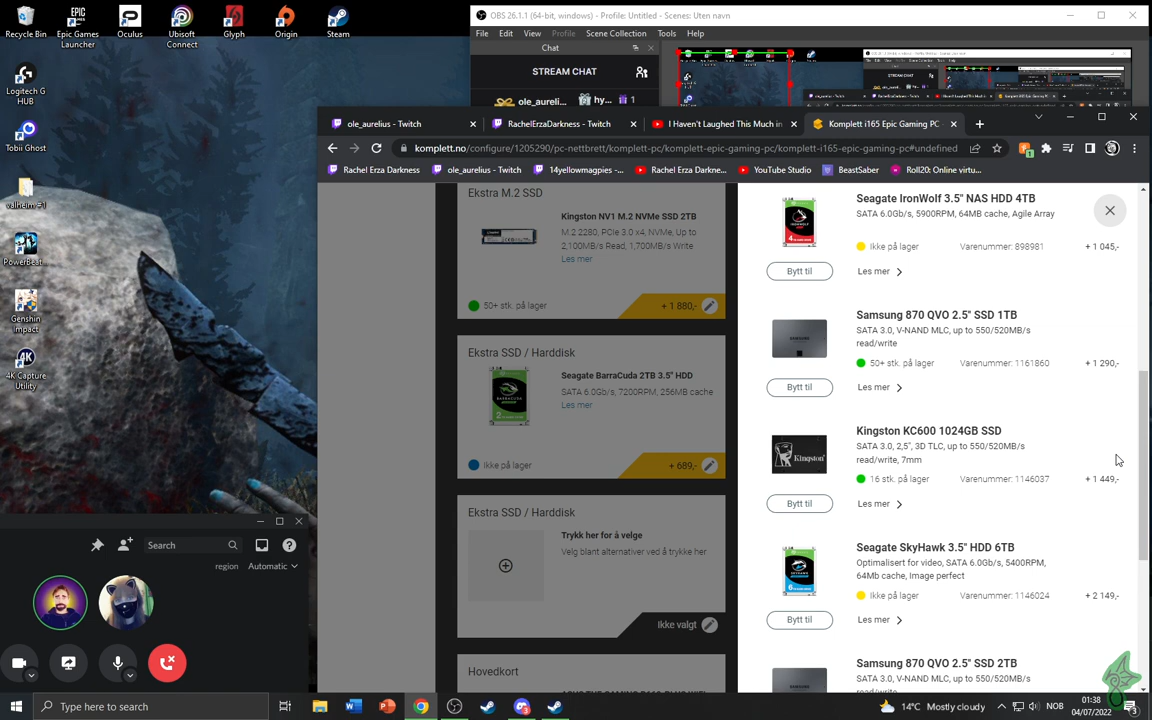 Recycle Bin
Epic Games
Launcher
Oculus
Ubisoft
Connect
Glyph
Origin
Steam
Logitech G
HUB
Tobii Ghost
valheim #1
PowerBeat...
Genshin
Impact
4K Capture
Utility
OBS 26.1.1 (64-bit, windows) - Profile: Untitled - Scenes: Uten navn
File Edit View Profile Scene Collection Tools Help
Chat
STREAM CHAT
ole_aureli... hy... 1
ole_aurelius - Twitch
RachelErzaDarkness - Twitch
I Haven't Laughed This Much in
Komplett i165 Epic Gaming PC -
komplett.no/configure/1205290/pc-nettbrett/komplett-pc/komplett-epic-gaming-pc/komplett-i165-epic-gaming-pc#undefined
Rachel Erza Darkness
ole_aurelius - Twitch
14yellowmagpies -...
Rachel Erza Darkne...
YouTube Studio
BeastSaber
Roll20: Online virtu...
Ekstra M.2 SSD
Kingston NV1 M.2 NVMe SSD 2TB
M.2 2280, PCIe 3.0 x4, NVMe, Up to
2,100MB/s Read, 1,700MB/s Write
Les mer
50+ stk. på lager
+ 1 880,-
Ekstra SSD / Harddisk
Seagate BarraCuda 2TB 3.5" HDD
SATA 6.0Gb/s, 7200RPM, 256MB cache
Les mer
Ikke på lager
+ 689,-
Ekstra SSD / Harddisk
Trykk her for å velge
Velg blant alternativer ved å trykke her
Ikke valgt
Hovedkort
Seagate IronWolf 3.5" NAS HDD 4TB
SATA 6.0Gb/s, 5900RPM, 64MB cache, Agile Array
Ikke på lager Varenummer: 898981 + 1 045,-
Bytt til Les mer
Samsung 870 QVO 2.5" SSD 1TB
SATA 3.0, V-NAND MLC, up to 550/520MB/s
read/write
50+ stk. på lager Varenummer: 1161860 + 1 290,-
Bytt til Les mer
Kingston KC600 1024GB SSD
SATA 3.0, 2,5", 3D TLC, up to 550/520MB/s
read/write, 7mm
16 stk. på lager Varenummer: 1146037 + 1 449,-
Bytt til Les mer
Seagate SkyHawk 3.5" HDD 6TB
Optimalisert for video, SATA 6.0Gb/s, 5400RPM,
64Mb cache, Image perfect
Ikke på lager Varenummer: 1146024 + 2 149,-
Bytt til Les mer
Samsung 870 QVO 2.5" SSD 2TB
SATA 3.0, V-NAND MLC, up to 550/520MB/s
Search
region Automatic
Type here to search
14°C Mostly cloudy
NOB
01:38
04/07/2022
3